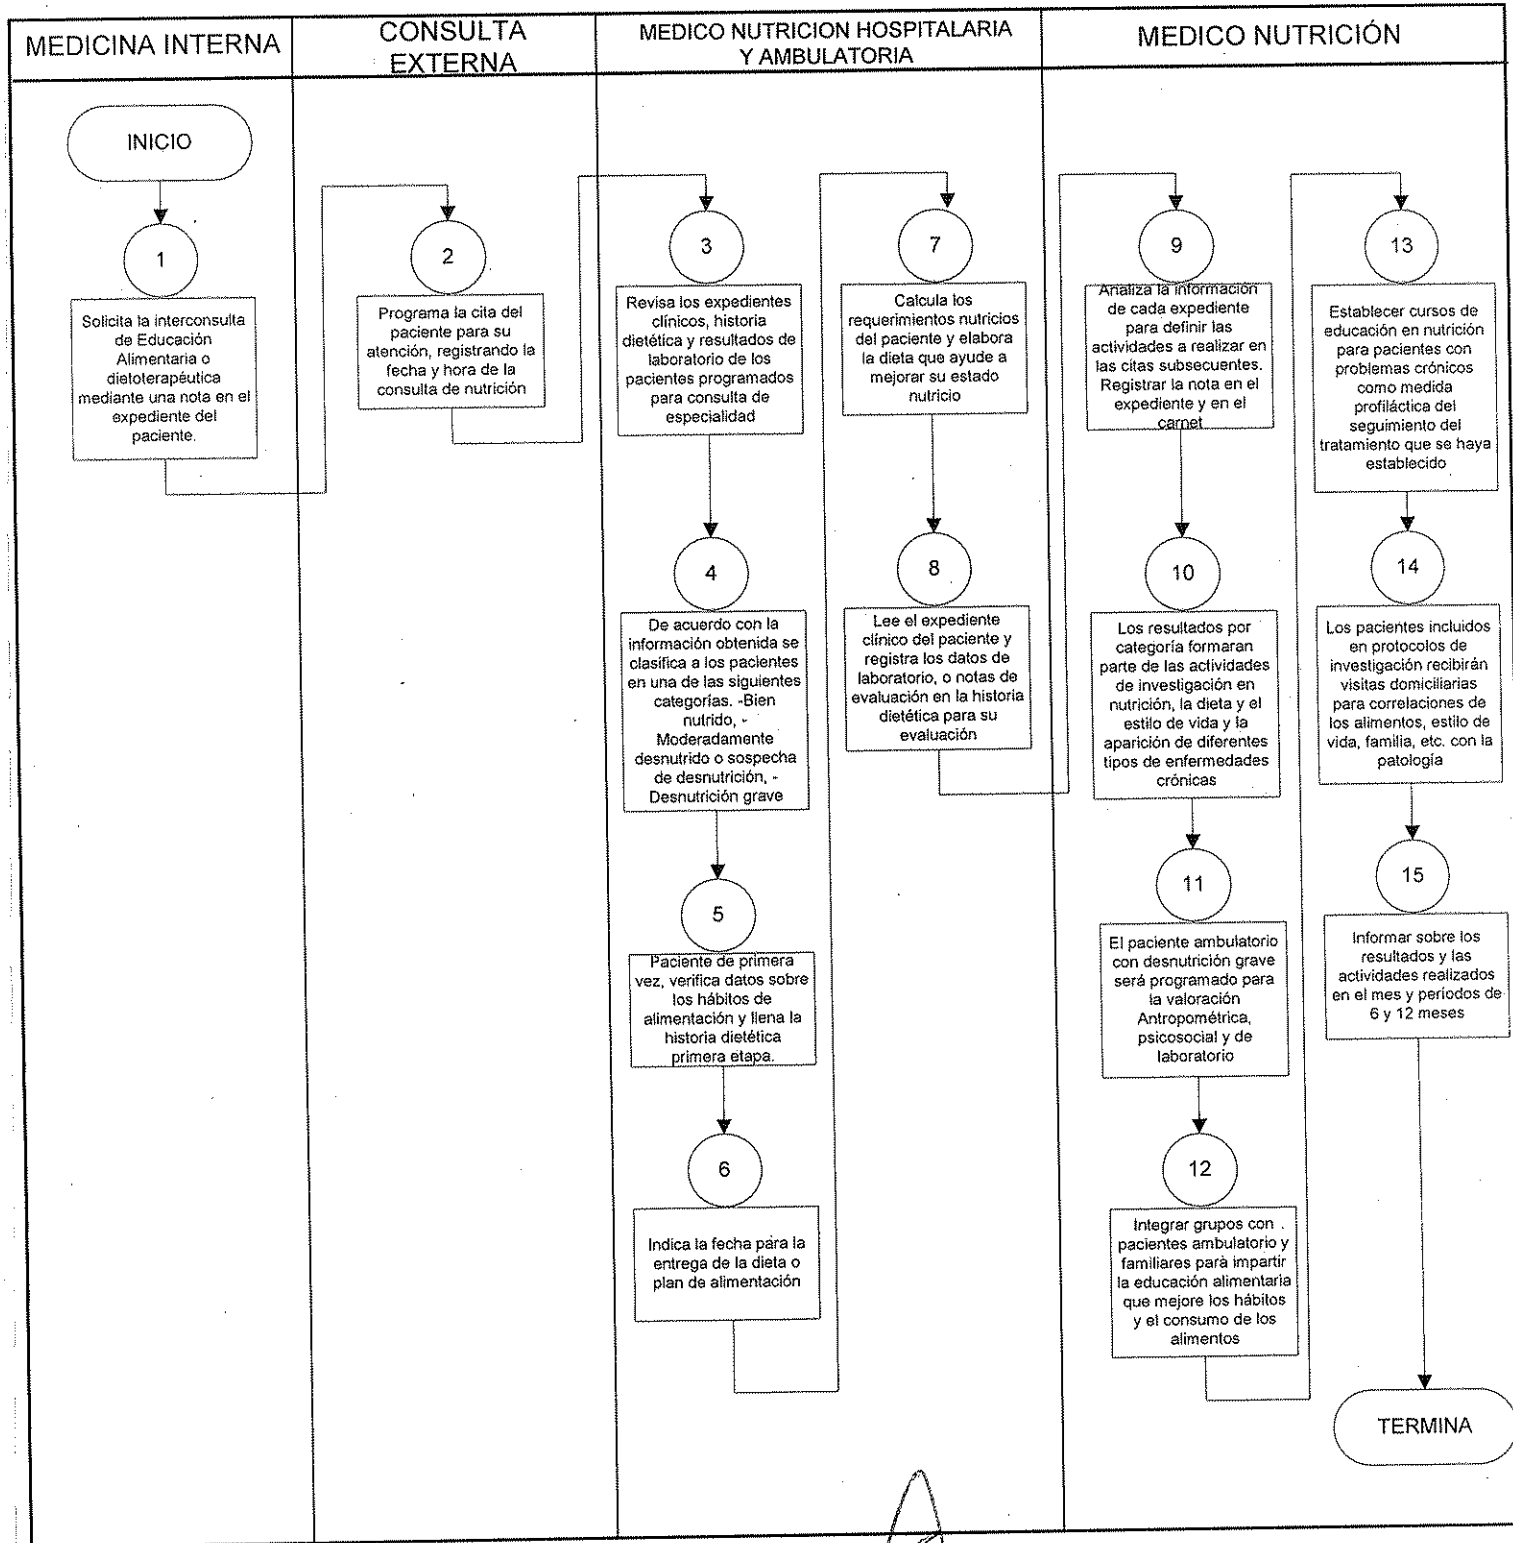 MEDICINA INTERNA
CONSULTA
EXTERNA
MEDICO NUTRICION HOSPITALARIA
Y AMBULATORIA
MEDICO NUTRICIÓN
INICIO
1
Solicita la interconsulta
de Educación
Alimentaria o
dietoterapéutica
mediante una nota en el
expediente del
paciente.
2
Programa la cita del
paciente para su
atención, registrando la
fecha y hora de la
consulta de nutrición
3
Revisa los expedientes
clínicos, historia
dietética y resultados de
laboratorio de los
pacientes programados
para consulta de
especialidad
4
De acuerdo con la
información obtenida se
clasifica a los pacientes
en una de las siguientes
categorías. -Bien
nutrido, -
Moderadamente
desnutrido o sospecha
de desnutrición, -
Desnutrición grave
5
Paciente de primera
vez, verifica datos sobre
los hábitos de
alimentación y llena la
historia dietética
primera etapa.
6
Indica la fecha para la
entrega de la dieta o
plan de alimentación
7
Calcula los
requerimientos nutricios
del paciente y elabora
la dieta que ayude a
mejorar su estado
nutricio
8
Lee el expediente
clínico del paciente y
registra los datos de
laboratorio, o notas de
evaluación en la historia
dietética para su
evaluación
9
Analiza la información
de cada expediente
para definir las
actividades a realizar en
las citas subsecuentes.
Registrar la nota en el
expediente y en el
carnet
10
Los resultados por
categoría formaran
parte de las actividades
de investigación en
nutrición, la dieta y el
estilo de vida y la
aparición de diferentes
tipos de enfermedades
crónicas
11
El paciente ambulatorio
con desnutrición grave
será programado para
la valoración
Antropométrica,
psicosocial y de
laboratorio
12
Integrar grupos con
pacientes ambulatorio y
familiares para impartir
la educación alimentaria
que mejore los hábitos
y el consumo de los
alimentos
13
Establecer cursos de
educación en nutrición
para pacientes con
problemas crónicos
como medida
profiláctica del
seguimiento del
tratamiento que se haya
establecido
14
Los pacientes incluidos
en protocolos de
investigación recibirán
visitas domiciliarias
para correlaciones de
los alimentos, estilo de
vida, familia, etc. con la
patología
15
Informar sobre los
resultados y las
actividades realizados
en el mes y períodos de
6 y 12 meses
TERMINA